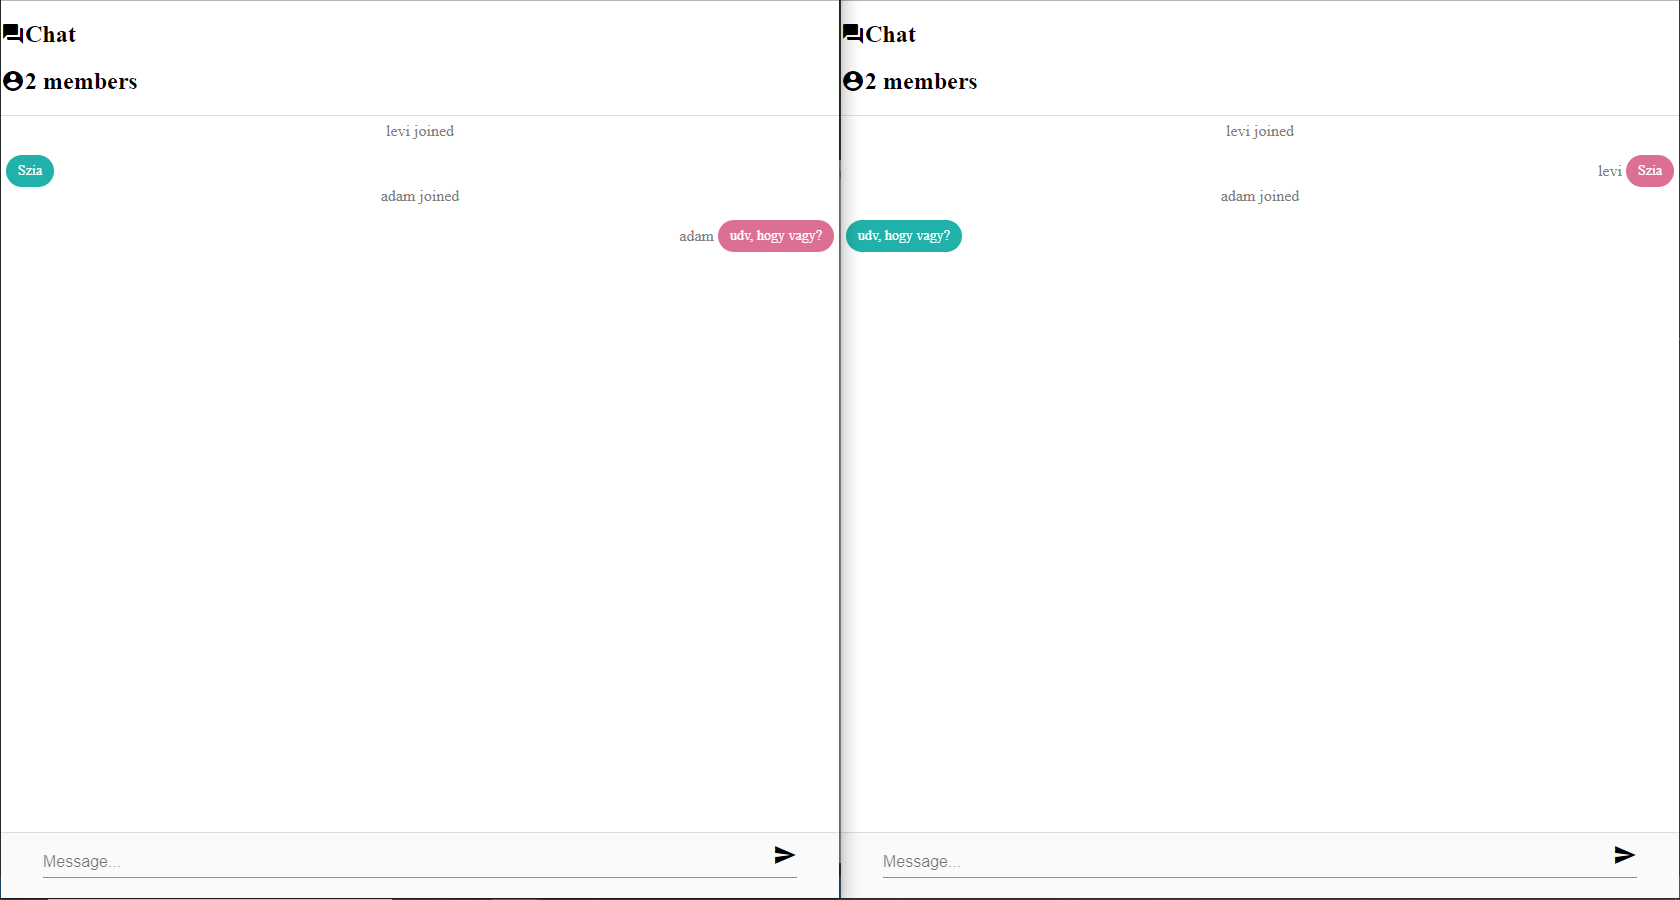 Chat
2 members
levi joined
Szia
adam joined
adam udv, hogy vagy?
Message...
Chat
2 members
levi joined
levi Szia
adam joined
udv, hogy vagy?
Message...